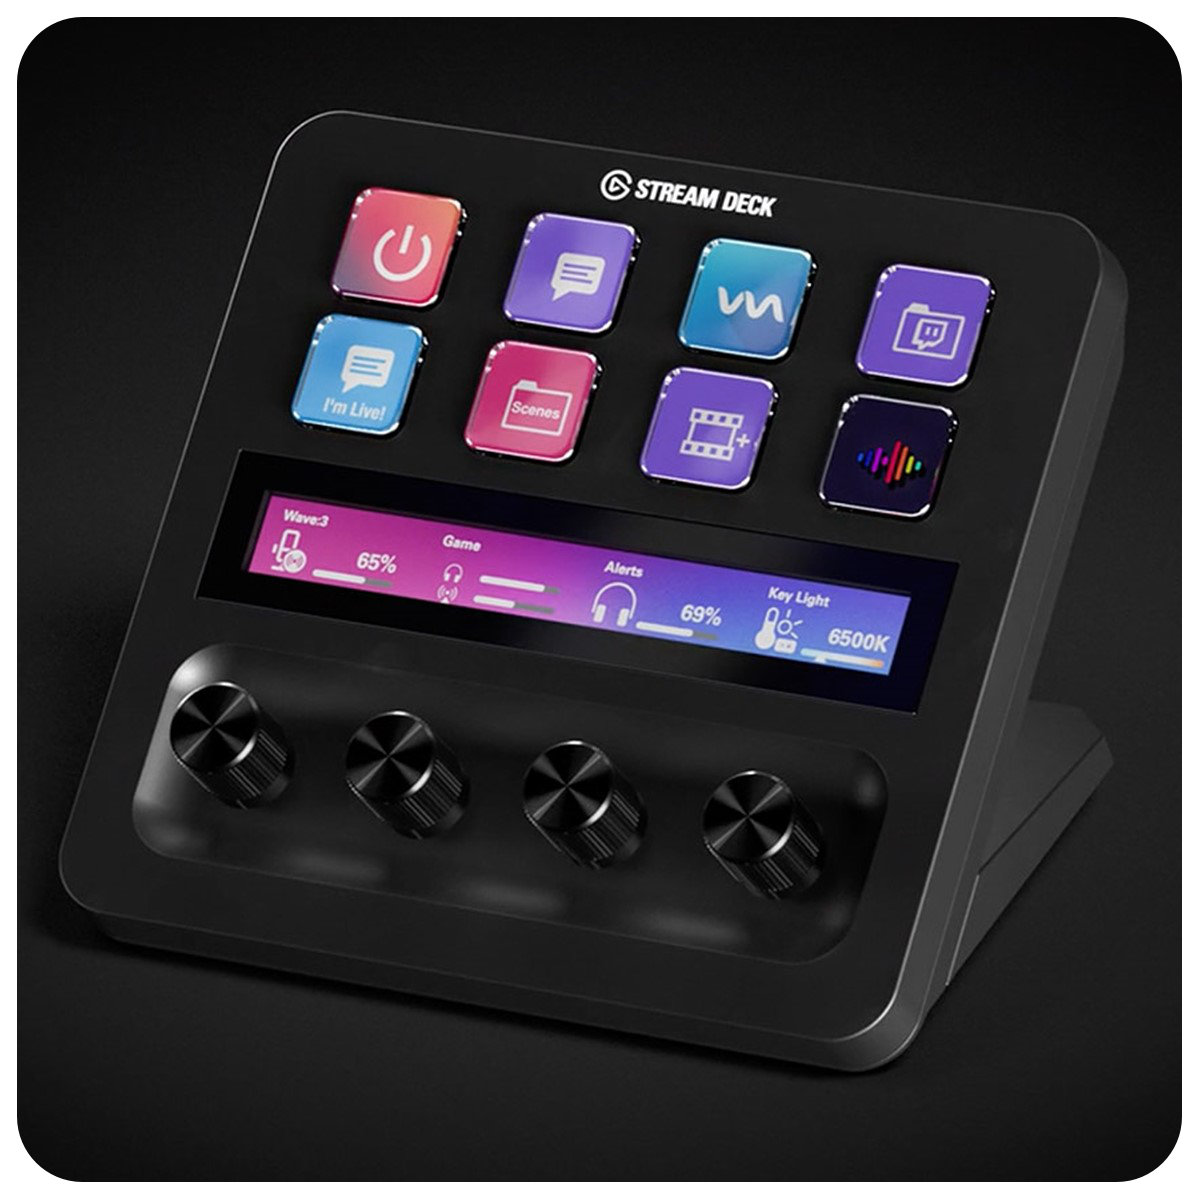 STREAM DECK
I'm Live!
Scenes
Wave:3
65%
Game
Alerts
69%
Key Light
6500K